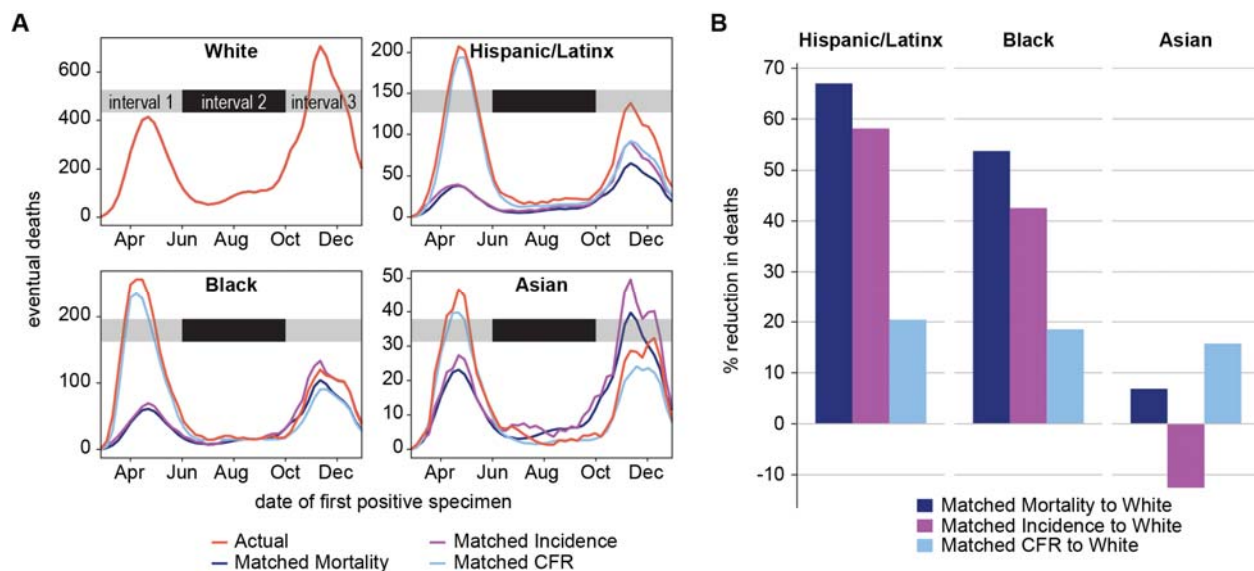 A
White
600
400
200
0
interval 1
interval 2
interval 3
Apr Jun Aug Oct Dec
Hispanic/Latinx
200
150
100
50
0
Apr Jun Aug Oct Dec
eventual deaths
Black
200
100
0
Apr Jun Aug Oct Dec
Asian
50
40
30
20
10
0
Apr Jun Aug Oct Dec
date of first positive specimen
Actual
Matched Incidence
Matched Mortality
Matched CFR
B
Hispanic/Latinx
Black
Asian
% reduction in deaths
70
60
50
40
30
20
10
0
-10
Matched Mortality to White
Matched Incidence to White
Matched CFR to White